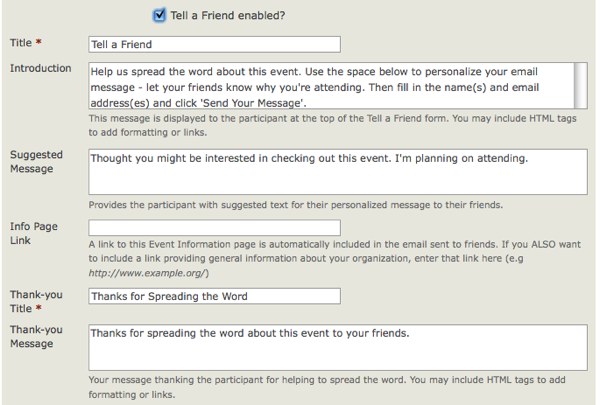 Tell a Friend enabled?
Title *
Tell a Friend
Introduction
Help us spread the word about this event. Use the space below to personalize your email
message - let your friends know why you're attending. Then fill in the name(s) and email
address(es) and click 'Send Your Message'.
This message is displayed to the participant at the top of the Tell a Friend form. You may include HTML tags
to add formatting or links.
Suggested
Message
Thought you might be interested in checking out this event. I'm planning on attending.
Provides the participant with suggested text for their personalized message to their friends.
Info Page
Link
A link to this Event Information page is automatically included in the email sent to friends. If you ALSO want
to include a link providing general information about your organization, enter that link here (e.g
http://www.example.org/)
Thank-you
Title *
Thanks for Spreading the Word
Thank-you
Message
Thanks for spreading the word about this event to your friends.
Your message thanking the participant for helping to spread the word. You may include HTML tags to add
formatting or links.